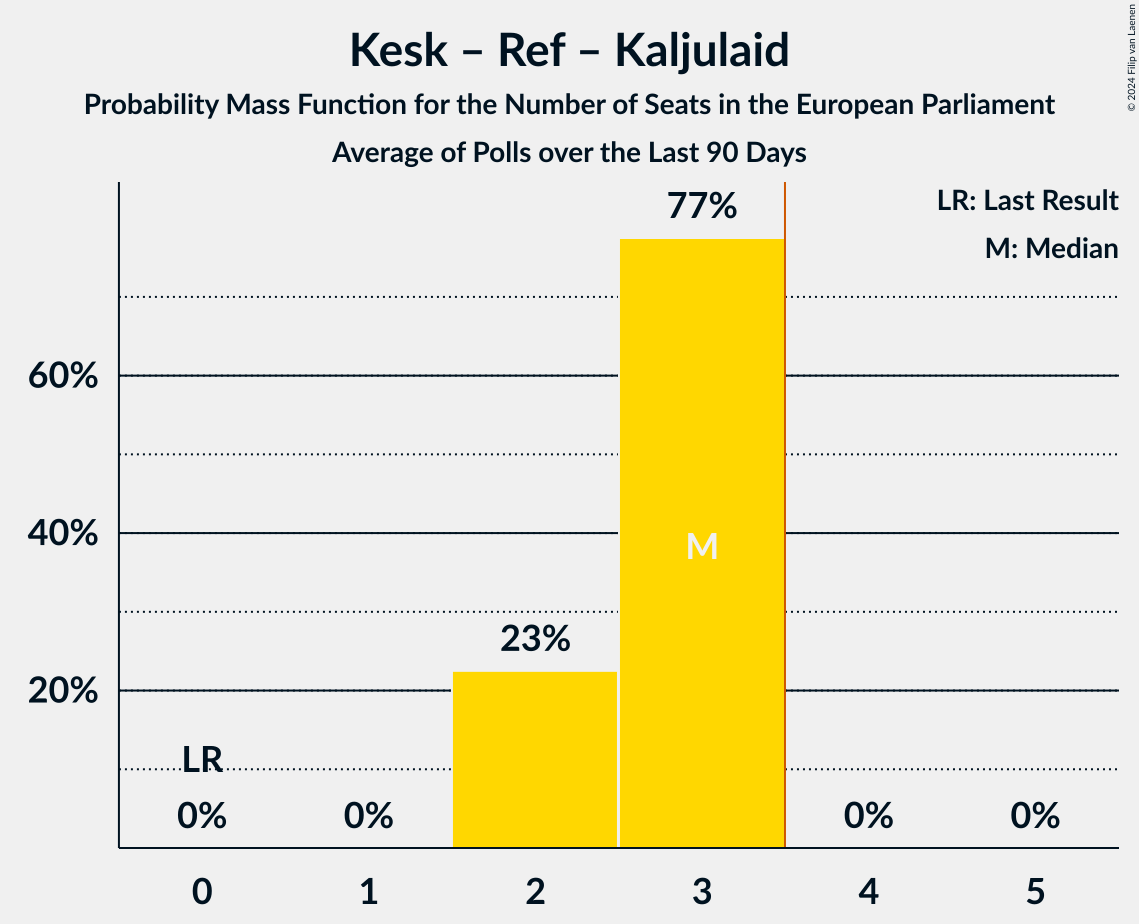 Kesk – Ref – Kaljulaid
Probability Mass Function for the Number of Seats in the European Parliament
Average of Polls over the Last 90 Days
© 2024 Filip van Laenen
LR: Last Result
M: Median
77%
60%
40%
M
23%
20%
LR
0%
0%
0%
0%
0
1
2
3
4
5